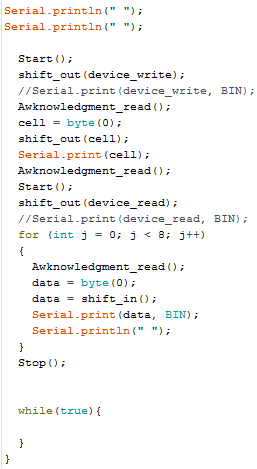 Serial.println(" ");
Serial.println(" ");
Start();
shift_out(device_write);
//Serial.print(device_write, BIN);
Awknowledgment_read();
cell = byte(0);
shift_out(cell);
Serial.print(cell);
Awknowledgment_read();
Start();
shift_out(device_read);
//Serial.print(device_read, BIN);
for (int j = 0; j < 8; j++)
{
Awknowledgment_read();
data = byte(0);
data = shift_in();
Serial.print(data, BIN);
Serial.println(" ");
}
Stop();
while(true){
}
}